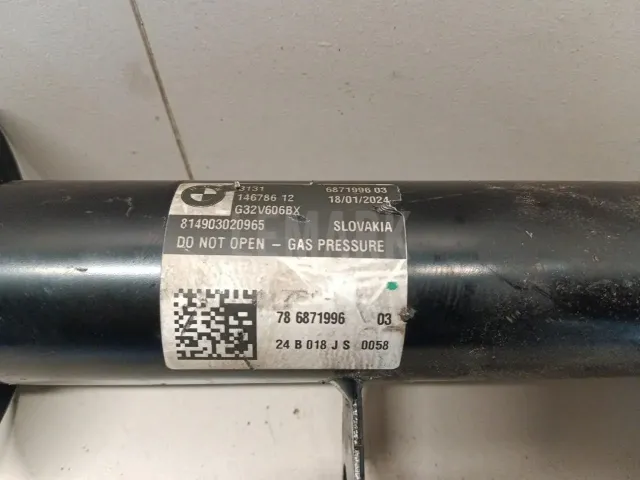 3131 6871996 03
146786 12 18/01/2024
G32V606BX
814903020965 SLOVAKIA
DO NOT OPEN - GAS PRESSURE
78 6871996 03
24 B 018 J S 0058